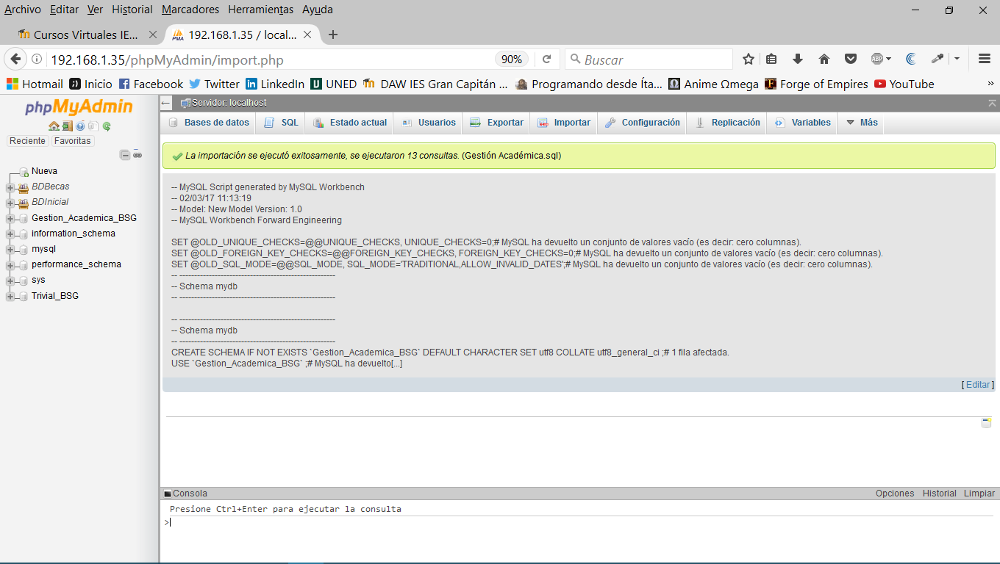 Archivo Editar Ver Historial Marcadores Herramientas Ayuda
Cursos Virtuales IE...
PMA 192.168.1.35 / local...
192.168.1.35/phpMyAdmin/import.php 90% Buscar ABP
Hotmail Inicio Facebook Twitter LinkedIn UNED DAW IES Gran Capitán ... Programando desde Íta... Anime Ωmega Forge of Empires YouTube »
phpMyAdmin
Reciente Favoritas
Nueva
BDBecas
BDInicial
Gestion_Academica_BSG
information_schema
mysql
performance_schema
sys
Trivial_BSG
Servidor: localhost
Bases de datos SQL Estado actual Usuarios Exportar Importar Configuración Replicación Variables Más
La importación se ejecutó exitosamente, se ejecutaron 13 consultas. (Gestión Académica.sql)
-- MySQL Script generated by MySQL Workbench
-- 02/03/17 11:13:19
-- Model: New Model Version: 1.0
-- MySQL Workbench Forward Engineering
SET @OLD_UNIQUE_CHECKS=@@UNIQUE_CHECKS, UNIQUE_CHECKS=0;# MySQL ha devuelto un conjunto de valores vacío (es decir: cero columnas).
SET @OLD_FOREIGN_KEY_CHECKS=@@FOREIGN_KEY_CHECKS, FOREIGN_KEY_CHECKS=0;# MySQL ha devuelto un conjunto de valores vacío (es decir: cero columnas).
SET @OLD_SQL_MODE=@@SQL_MODE, SQL_MODE='TRADITIONAL,ALLOW_INVALID_DATES';# MySQL ha devuelto un conjunto de valores vacío (es decir: cero columnas).
-- -----------------------------------------------------
-- Schema mydb
-- -----------------------------------------------------
-- -----------------------------------------------------
-- Schema mydb
-- -----------------------------------------------------
CREATE SCHEMA IF NOT EXISTS `Gestion_Academica_BSG` DEFAULT CHARACTER SET utf8 COLLATE utf8_general_ci ;# 1 fila afectada.
USE `Gestion_Academica_BSG` ;# MySQL ha devuelto[...]
[ Editar ]
Consola Opciones Historial Limpiar
Presione Ctrl+Enter para ejecutar la consulta
>